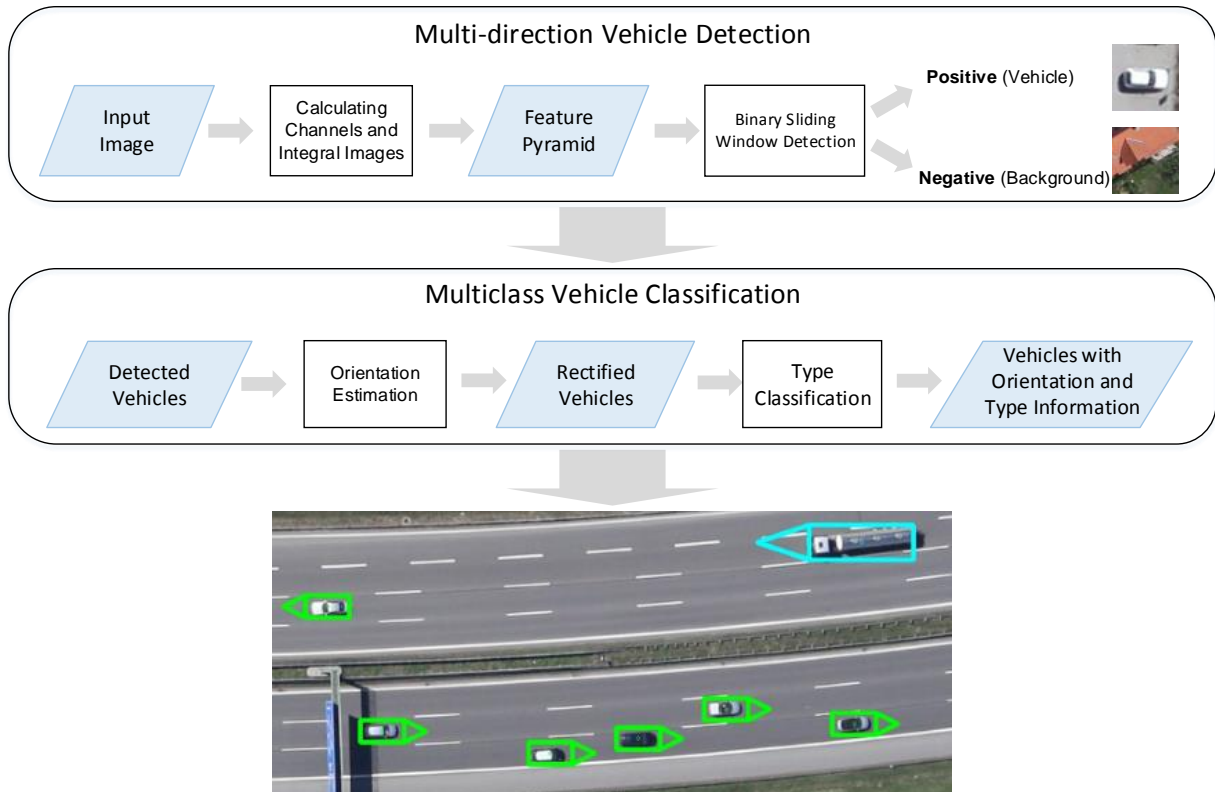 Multi-direction Vehicle Detection
Input
Image
Calculating
Channels and
Integral Images
Feature
Pyramid
Binary Sliding
Window Detection
Positive (Vehicle)
Negative (Background)
Multiclass Vehicle Classification
Detected
Vehicles
Orientation
Estimation
Rectified
Vehicles
Type
Classification
Vehicles with
Orientation and
Type Information